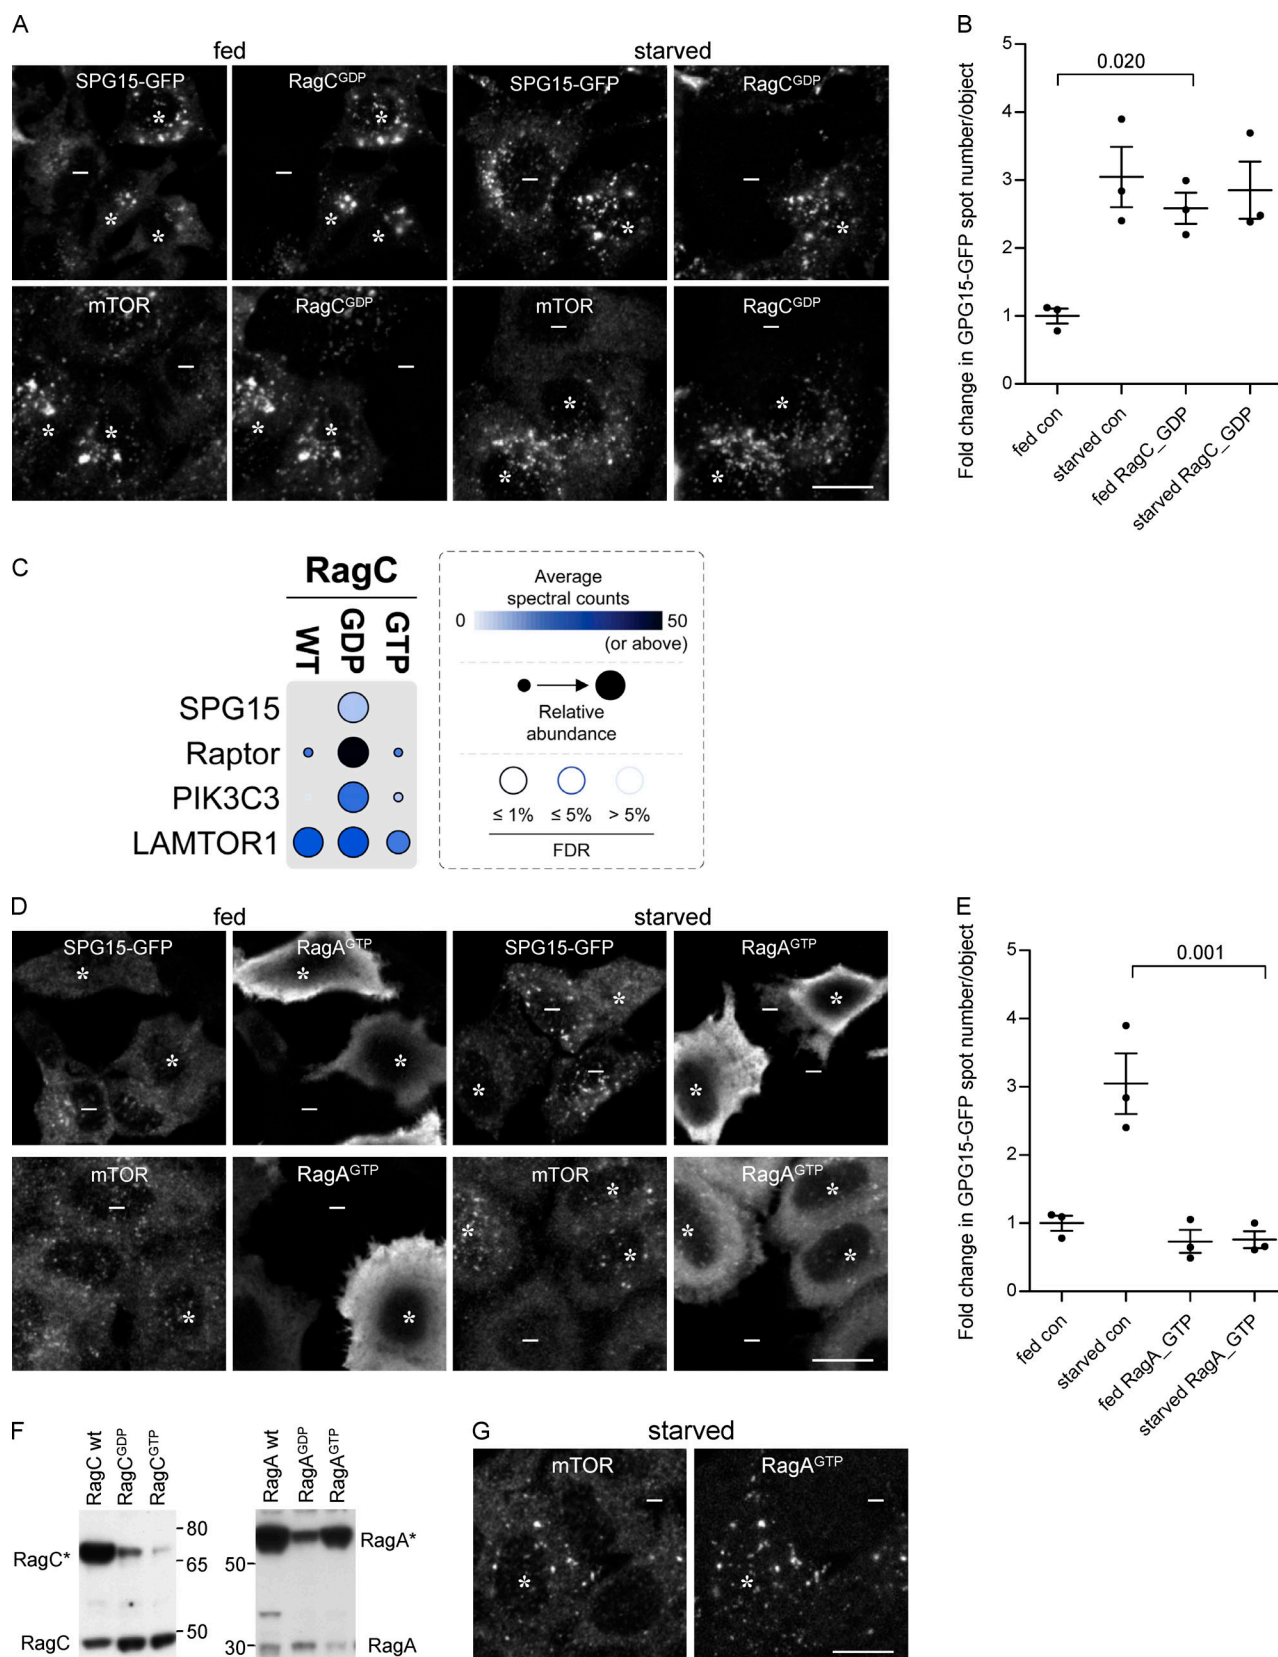 A
fed
starved
SPG15-GFP
RagC^GDP
SPG15-GFP
RagC^GDP
mTOR
RagC^GDP
mTOR
RagC^GDP
B
Fold change in GPG15-GFP spot number/object
5
4
3
2
1
0
0.020
fed con
starved con
fed RagC_GDP
starved RagC_GDP
C
RagC
WT
GDP
GTP
SPG15
Raptor
PIK3C3
LAMTOR1
Average
spectral counts
0
50
(or above)
Relative
abundance
≤ 1%
≤ 5%
> 5%
FDR
D
fed
starved
SPG15-GFP
RagA^GTP
SPG15-GFP
RagA^GTP
mTOR
RagA^GTP
mTOR
RagA^GTP
E
Fold change in GPG15-GFP spot number/object
5
4
3
2
1
0
0.001
fed con
starved con
fed RagA_GTP
starved RagA_GTP
F
RagC wt
RagC^GDP
RagC^GTP
RagC*
RagC
80
65
50
RagA wt
RagA^GDP
RagA^GTP
50
30
RagA*
RagA
G
starved
mTOR
RagA^GTP